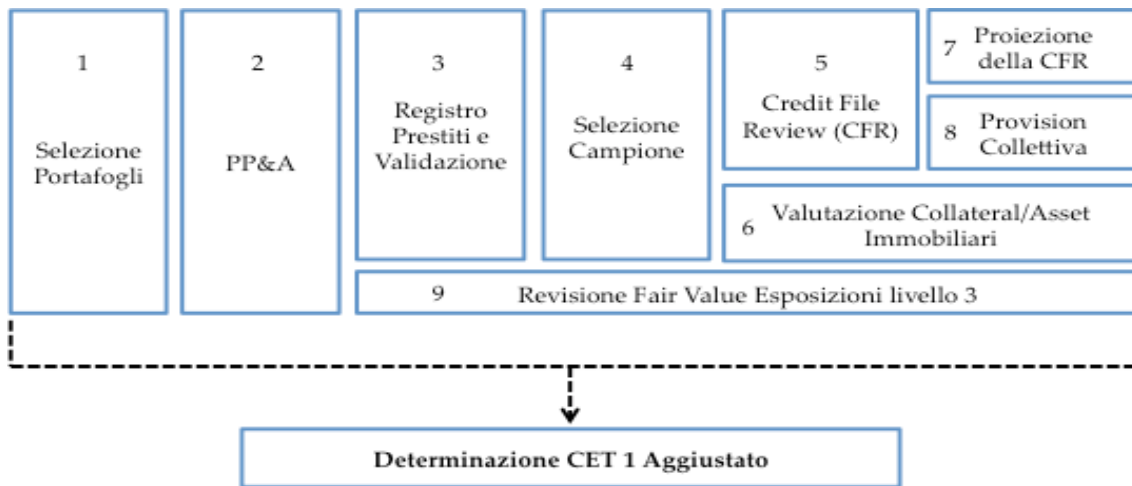 1
Selezione
Portafogli
2
PP&A
3
Registro
Prestiti e
Validazione
4
Selezione
Campione
5
Credit File
Review (CFR)
7 Proiezione
della CFR
8 Provision
Collettiva
6 Valutazione Collateral/Asset
Immobiliari
9 Revisione Fair Value Esposizioni livello 3
Determinazione CET 1 Aggiustato